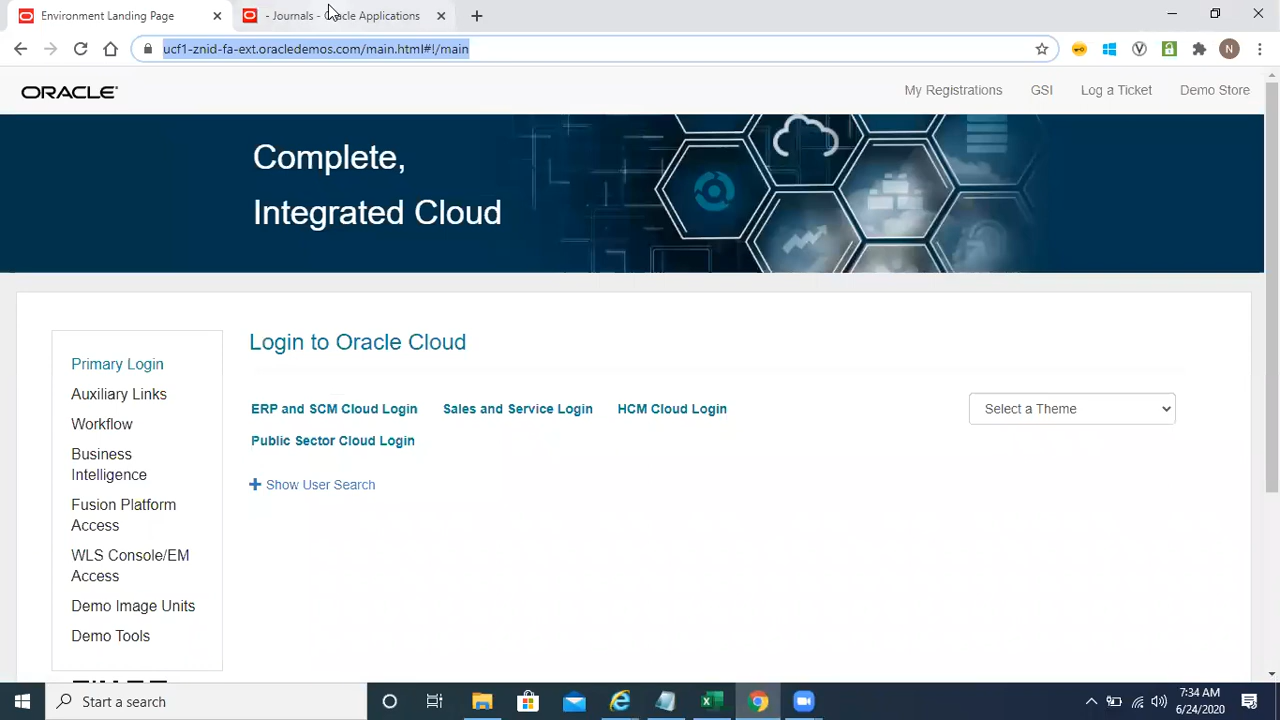 Environment Landing Page
- Journals - Oracle Applications
ucf1-znid-fa-ext.oracledemos.com/main.html#!/main
N
ORACLE
My Registrations
GSI
Log a Ticket
Demo Store
Complete,
Integrated Cloud
Primary Login
Auxiliary Links
Workflow
Business
Intelligence
Fusion Platform
Access
WLS Console/EM
Access
Demo Image Units
Demo Tools
Login to Oracle Cloud
ERP and SCM Cloud Login
Sales and Service Login
HCM Cloud Login
Select a Theme
Public Sector Cloud Login
Show User Search
Start a search
7:34 AM
6/24/2020